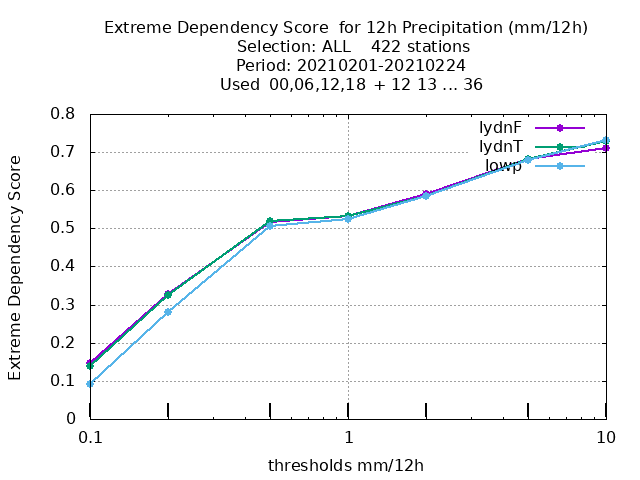 Extreme Dependency Score  for 12h Precipitation (mm/12h)
Selection: ALL    422 stations
Period: 20210201-20210224
Used  00,06,12,18  + 12 13 ... 36
0.8
0.7
0.6
0.5
0.4
0.3
0.2
0.1
0
Extreme Dependency Score
lydnF
lydnT
lowp
0.1
1
10
thresholds mm/12h